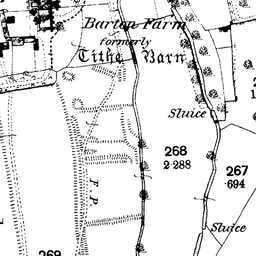 Barton Farm
formerly
Tithe Barn
Sluice
268
2·288
267
·694
F.P.
Sluice
269